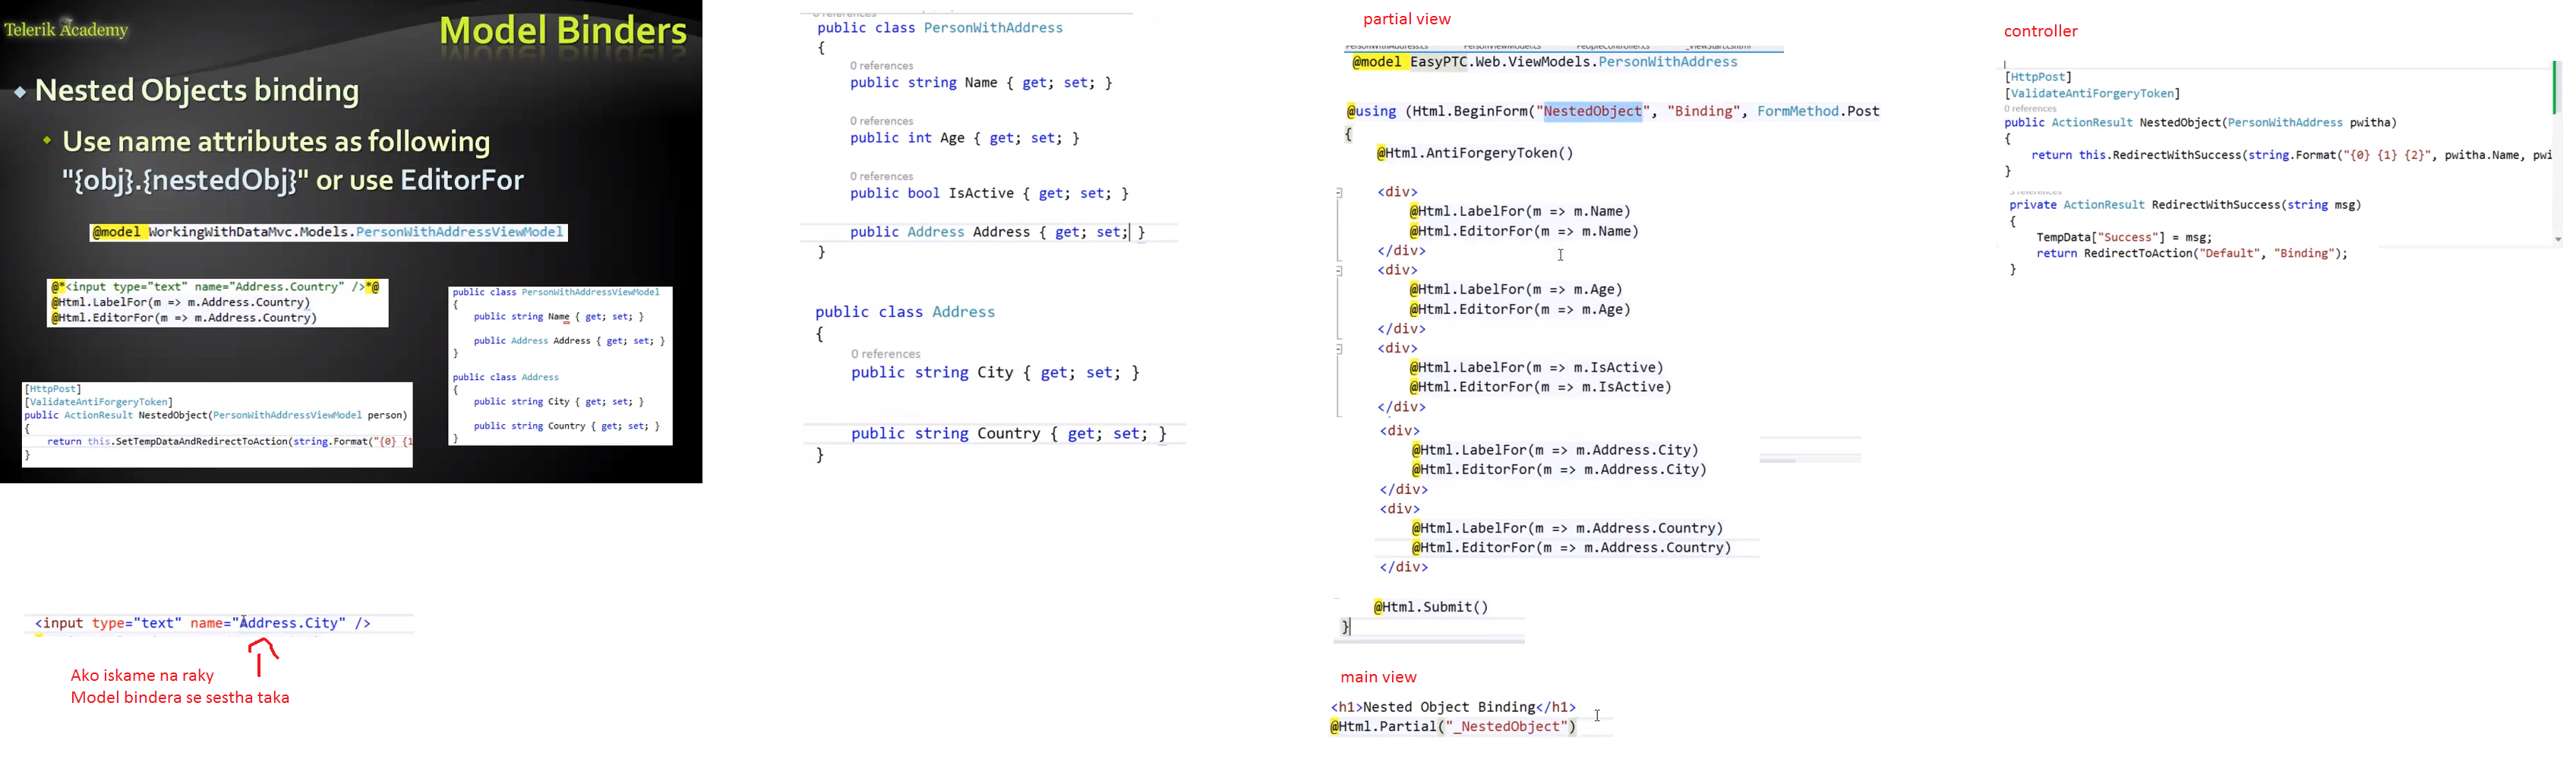 Telerik Academy
Model Binders
Nested Objects binding
Use name attributes as following
"{obj}.{nestedObj}" or use EditorFor
@model WorkingWithDataMvc.Models.PersonWithAddressViewModel
@*<input type="text" name="Address.Country" />*@
@Html.LabelFor(m => m.Address.Country)
@Html.EditorFor(m => m.Address.Country)
public class PersonWithAddressViewModel
{
public string Name { get; set; }
public Address Address { get; set; }
}
public class Address
{
public string City { get; set; }
public string Country { get; set; }
}
[HttpPost]
[ValidateAntiForgeryToken]
public ActionResult NestedObject(PersonWithAddressViewModel person)
{
return this.SetTempDataAndRedirectToAction(string.Format("{0} {1
}
<input type="text" name="Address.City" />
Ako iskame na raky
Model bindera se sestha taka
0 references
public class PersonWithAddress
{
0 references
public string Name { get; set; }
0 references
public int Age { get; set; }
0 references
public bool IsActive { get; set; }
public Address Address { get; set; }
}
public class Address
{
0 references
public string City { get; set; }
public string Country { get; set; }
}
partial view
PersonWithAddress.cs PersonViewModel.cs PeopleController.cs _ViewStart.cshtml
@model EasyPTC.Web.ViewModels.PersonWithAddress
@using (Html.BeginForm("NestedObject", "Binding", FormMethod.Post
{
@Html.AntiForgeryToken()
<div>
@Html.LabelFor(m => m.Name)
@Html.EditorFor(m => m.Name)
</div>
<div>
@Html.LabelFor(m => m.Age)
@Html.EditorFor(m => m.Age)
</div>
<div>
@Html.LabelFor(m => m.IsActive)
@Html.EditorFor(m => m.IsActive)
</div>
<div>
@Html.LabelFor(m => m.Address.City)
@Html.EditorFor(m => m.Address.City)
</div>
<div>
@Html.LabelFor(m => m.Address.Country)
@Html.EditorFor(m => m.Address.Country)
</div>
@Html.Submit()
}
main view
<h1>Nested Object Binding</h1>
@Html.Partial("_NestedObject")
controller
[HttpPost]
[ValidateAntiForgeryToken]
0 references
public ActionResult NestedObject(PersonWithAddress pwitha)
{
return this.RedirectWithSuccess(string.Format("{0} {1} {2}", pwitha.Name, pwi
}
references
private ActionResult RedirectWithSuccess(string msg)
{
TempData["Success"] = msg;
return RedirectToAction("Default", "Binding");
}